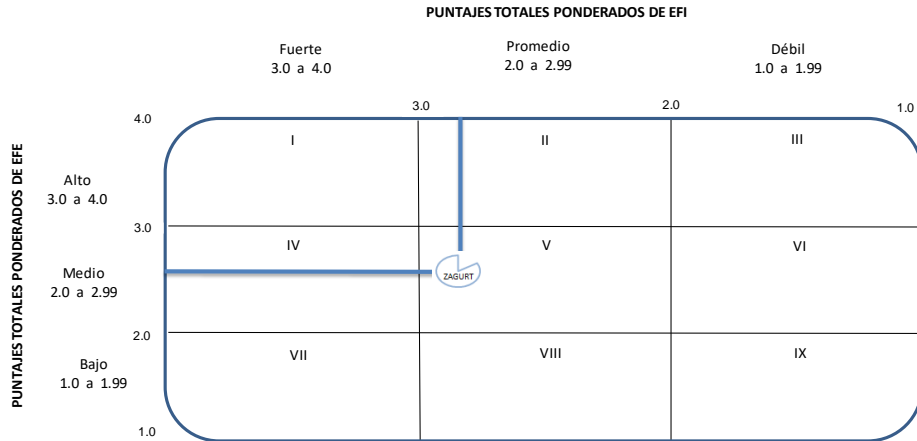 PUNTAJES TOTALES PONDERADOS DE EFI
Fuerte
3.0 a 4.0
Promedio
2.0 a 2.99
Débil
1.0 a 1.99
4.0
3.0
2.0
1.0
PUNTAJES TOTALES PONDERADOS DE EFE
Alto
3.0 a 4.0
I
II
III
3.0
Medio
2.0 a 2.99
IV
V
VI
ZAGURT
2.0
Bajo
1.0 a 1.99
VII
VIII
IX
1.0